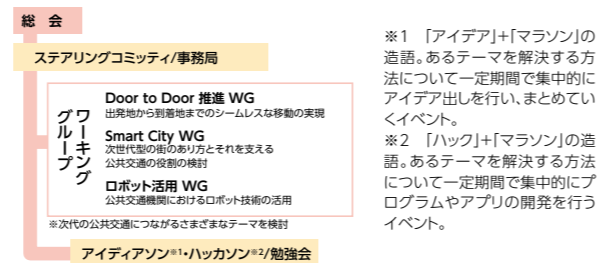 総 会
ステアリングコミッティ/事務局
ワーキング
グループ
Door to Door 推進 WG
出発地から到着地までのシームレスな移動の実現
Smart City WG
次世代型の街のあり方とそれを支える
公共交通の役割の検討
ロボット活用 WG
公共交通機関におけるロボット技術の活用
※次代の公共交通につながるさまざまなテーマを検討
アイディアソン※1・ハッカソン※2/勉強会
※1 「アイデア」+「マラソン」の
造語。あるテーマを解決する方
法について一定期間で集中的に
アイデア出しを行い、まとめてい
くイベント。
※2 「ハック」+「マラソン」の造
語。あるテーマを解決する方法
について一定期間で集中的にプ
ログラムやアプリの開発を行う
イベント。